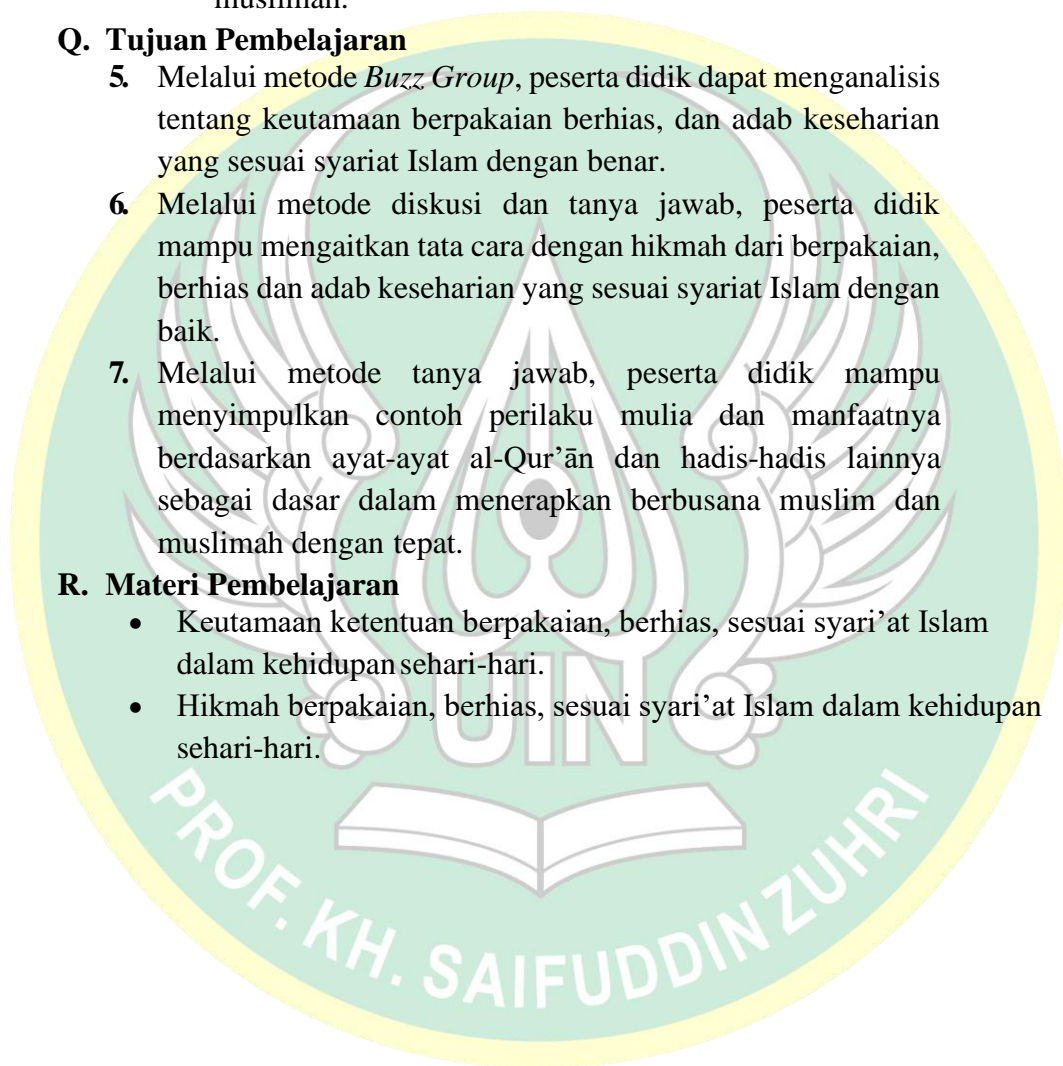 muslimah.
Q. Tujuan Pembelajaran
5. Melalui metode Buzz Group, peserta didik dapat menganalisis
tentang keutamaan berpakaian berhias, dan adab keseharian
yang sesuai syariat Islam dengan benar.
6. Melalui metode diskusi dan tanya jawab, peserta didik
mampu mengaitkan tata cara dengan hikmah dari berpakaian,
berhias dan adab keseharian yang sesuai syariat Islam dengan
baik.
7. Melalui metode tanya jawab, peserta didik mampu
menyimpulkan contoh perilaku mulia dan manfaatnya
berdasarkan ayat-ayat al-Qur’ān dan hadis-hadis lainnya
sebagai dasar dalam menerapkan berbusana muslim dan
muslimah dengan tepat.
R. Materi Pembelajaran
• Keutamaan ketentuan berpakaian, berhias, sesuai syari’at Islam
dalam kehidupan sehari-hari.
• Hikmah berpakaian, berhias, sesuai syari’at Islam dalam kehidupan
sehari-hari.
UIN
PROF. KH. SAIFUDDIN ZUHRI